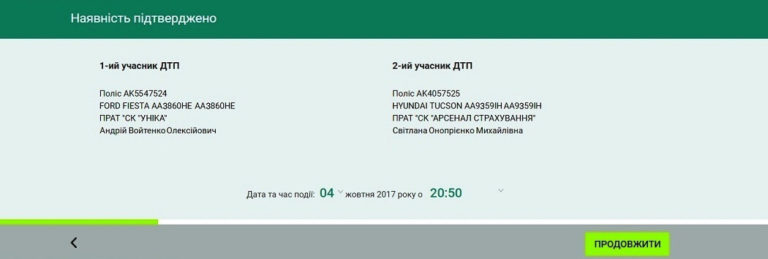 Наявність підтверджено
1-ий учасник ДТП
Поліс АК5547524
FORD FIESTA АА3860НЕ АА3860НЕ
ПРАТ "СК "УНІКА"
Андрій Войтенко Олексійович
2-ий учасник ДТП
Поліс АК4057525
HYUNDAI TUCSON АА9359ІН АА9359ІН
ПРАТ "СК "АРСЕНАЛ СТРАХУВАННЯ"
Світлана Онопрієнко Михайлівна
Дата та час події: 04 жовтня 2017 року о 20:50
ПРОДОВЖИТИ